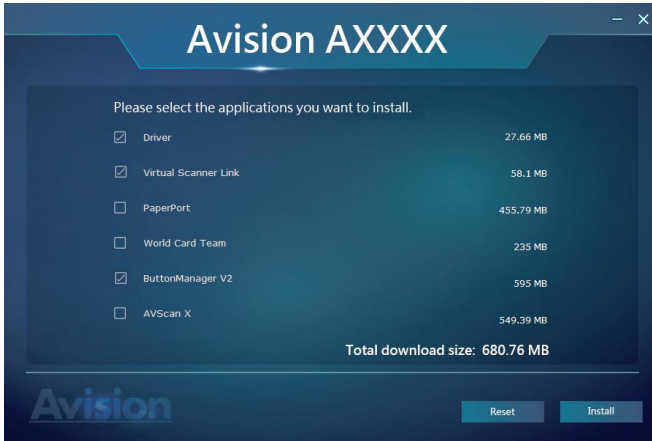 Avision AXXXX
Please select the applications you want to install.
Driver 27.66 MB
Virtual Scanner Link 58.1 MB
PaperPort 455.79 MB
World Card Team 235 MB
ButtonManager V2 595 MB
AVScan X 549.39 MB
Total download size: 680.76 MB
Avision
Reset Install